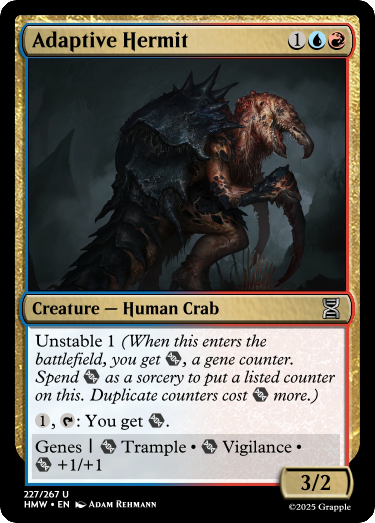 Adaptive Hermit 1
Creature — Human Crab
Unstable 1 (When this enters the
battlefield, you get , a gene counter.
Spend  as a sorcery to put a listed counter
on this. Duplicate counters cost  more.)
1, : You get .
Genes |  Trample •  Vigilance •
 +1/+1
3/2
227/267 U
HMW • EN Adam Rehmann
©2025 Grapple